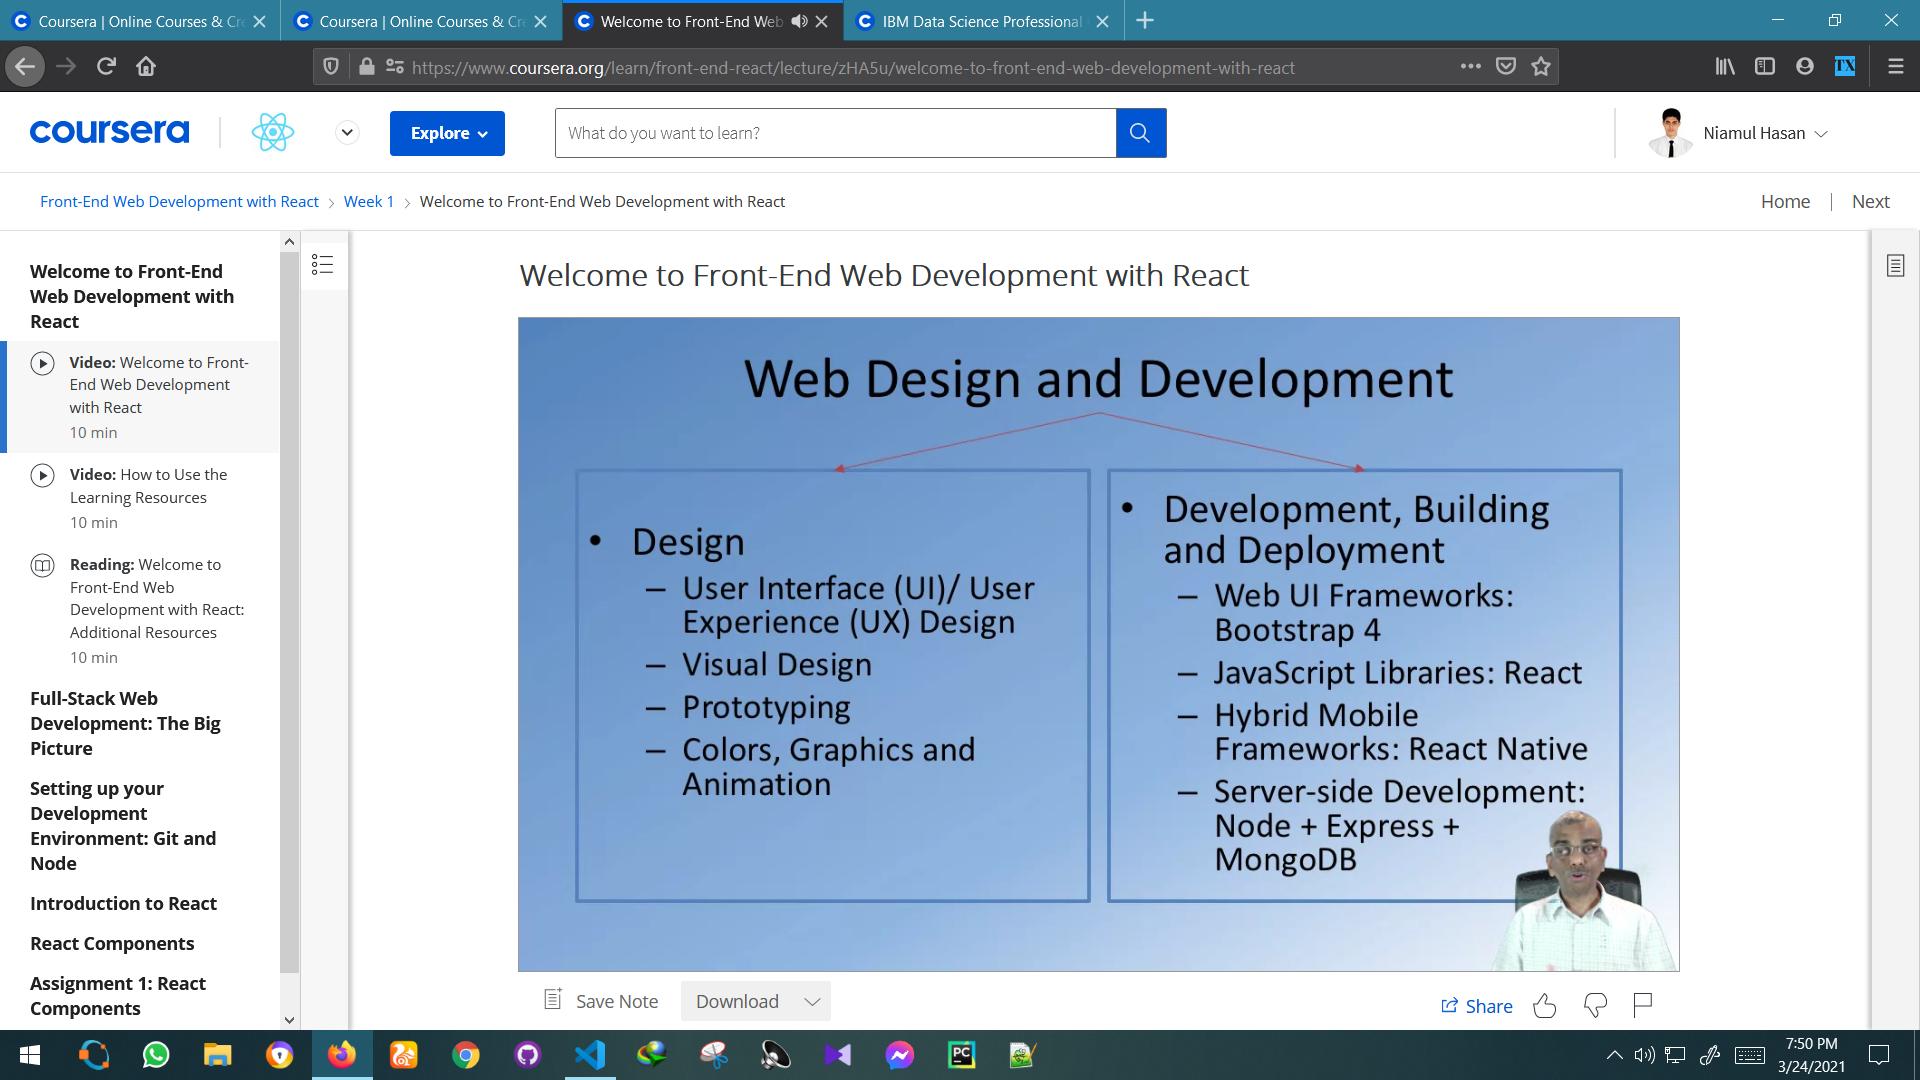 Coursera | Online Courses & Cre
Coursera | Online Courses & Cre
Welcome to Front-End Web
IBM Data Science Professional
https://www.coursera.org/learn/front-end-react/lecture/zHA5u/welcome-to-front-end-web-development-with-react
TX
coursera
Explore
What do you want to learn?
Niamul Hasan
Front-End Web Development with React > Week 1 > Welcome to Front-End Web Development with React
Home | Next
Welcome to Front-End
Web Development with
React
Video: Welcome to Front-
End Web Development
with React
10 min
Video: How to Use the
Learning Resources
10 min
Reading: Welcome to
Front-End Web
Development with React:
Additional Resources
10 min
Full-Stack Web
Development: The Big
Picture
Setting up your
Development
Environment: Git and
Node
Introduction to React
React Components
Assignment 1: React
Components
Welcome to Front-End Web Development with React
Web Design and Development
• Design
– User Interface (UI)/ User
Experience (UX) Design
– Visual Design
– Prototyping
– Colors, Graphics and
Animation
• Development, Building
and Deployment
– Web UI Frameworks:
Bootstrap 4
– JavaScript Libraries: React
– Hybrid Mobile
Frameworks: React Native
– Server-side Development:
Node + Express +
MongoDB
Save Note
Download
Share
PC
7:50 PM
3/24/2021